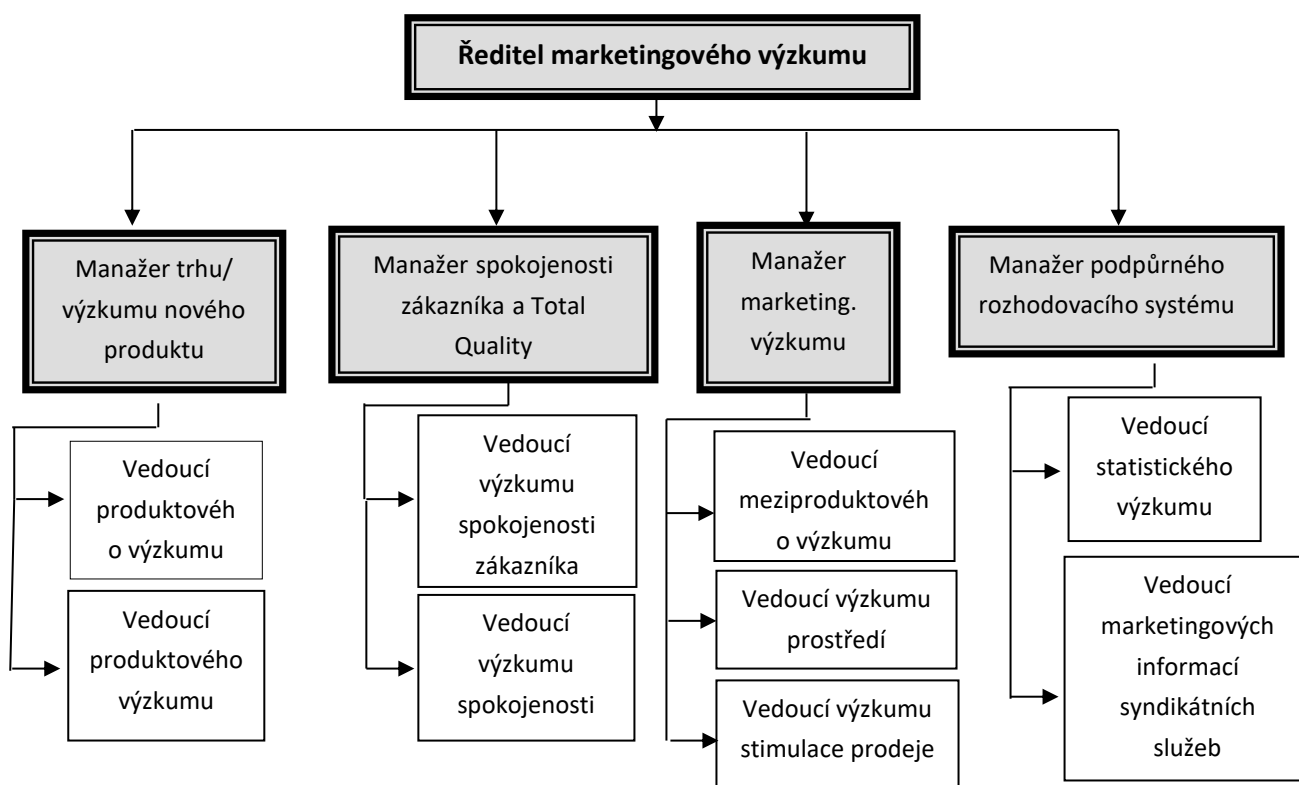 Ředitel marketingového výzkumu
Manažer trhu/
výzkumu nového
produktu
Manažer spokojenosti
zákazníka a Total
Quality
Manažer
marketing.
výzkumu
Manažer podpůrného
rozhodovacího systému
Vedoucí
produktovéh
o výzkumu
Vedoucí
produktového
výzkumu
Vedoucí
výzkumu
spokojenosti
zákazníka
Vedoucí
výzkumu
spokojenosti
Vedoucí
meziproduktovéh
o výzkumu
Vedoucí výzkumu
prostředí
Vedoucí výzkumu
stimulace prodeje
Vedoucí
statistického
výzkumu
Vedoucí
marketingových
informací
syndikátních
služeb